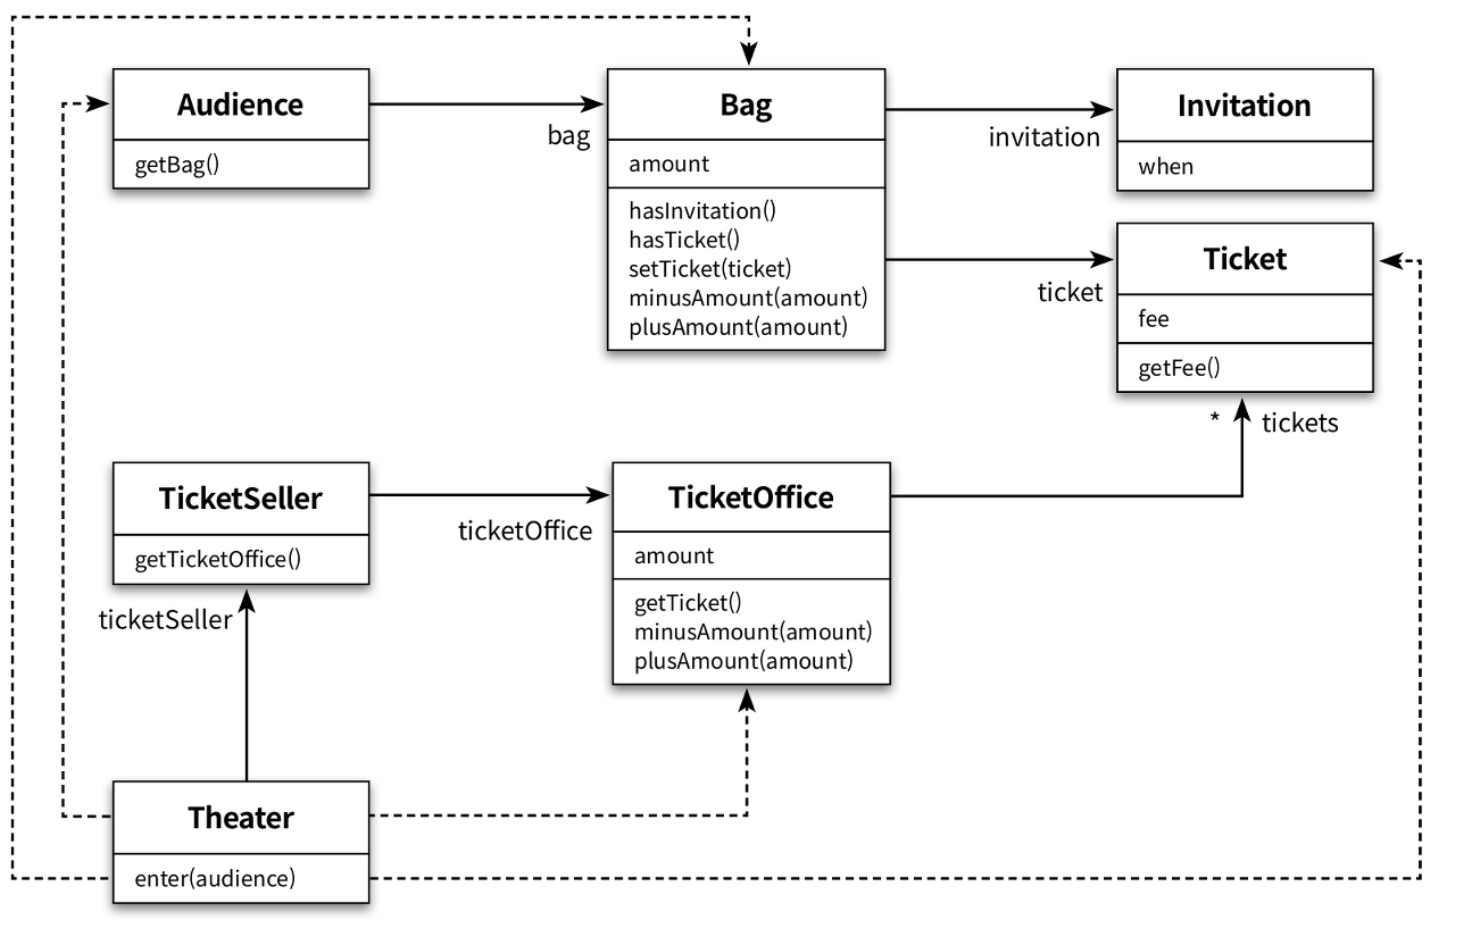 Audience
getBag()
bag
Bag
amount
hasInvitation()
hasTicket()
setTicket(ticket)
minusAmount(amount)
plusAmount(amount)
invitation
Invitation
when
ticket
Ticket
fee
getFee()
* tickets
TicketSeller
getTicketOffice()
ticketOffice
TicketOffice
amount
getTicket()
minusAmount(amount)
plusAmount(amount)
ticketSeller
Theater
enter(audience)